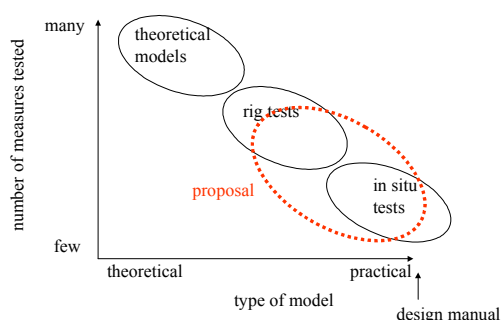 many
theoretical
models
number of measures tested
rig tests
proposal
in situ
tests
few
theoretical
practical
type of model
design manual